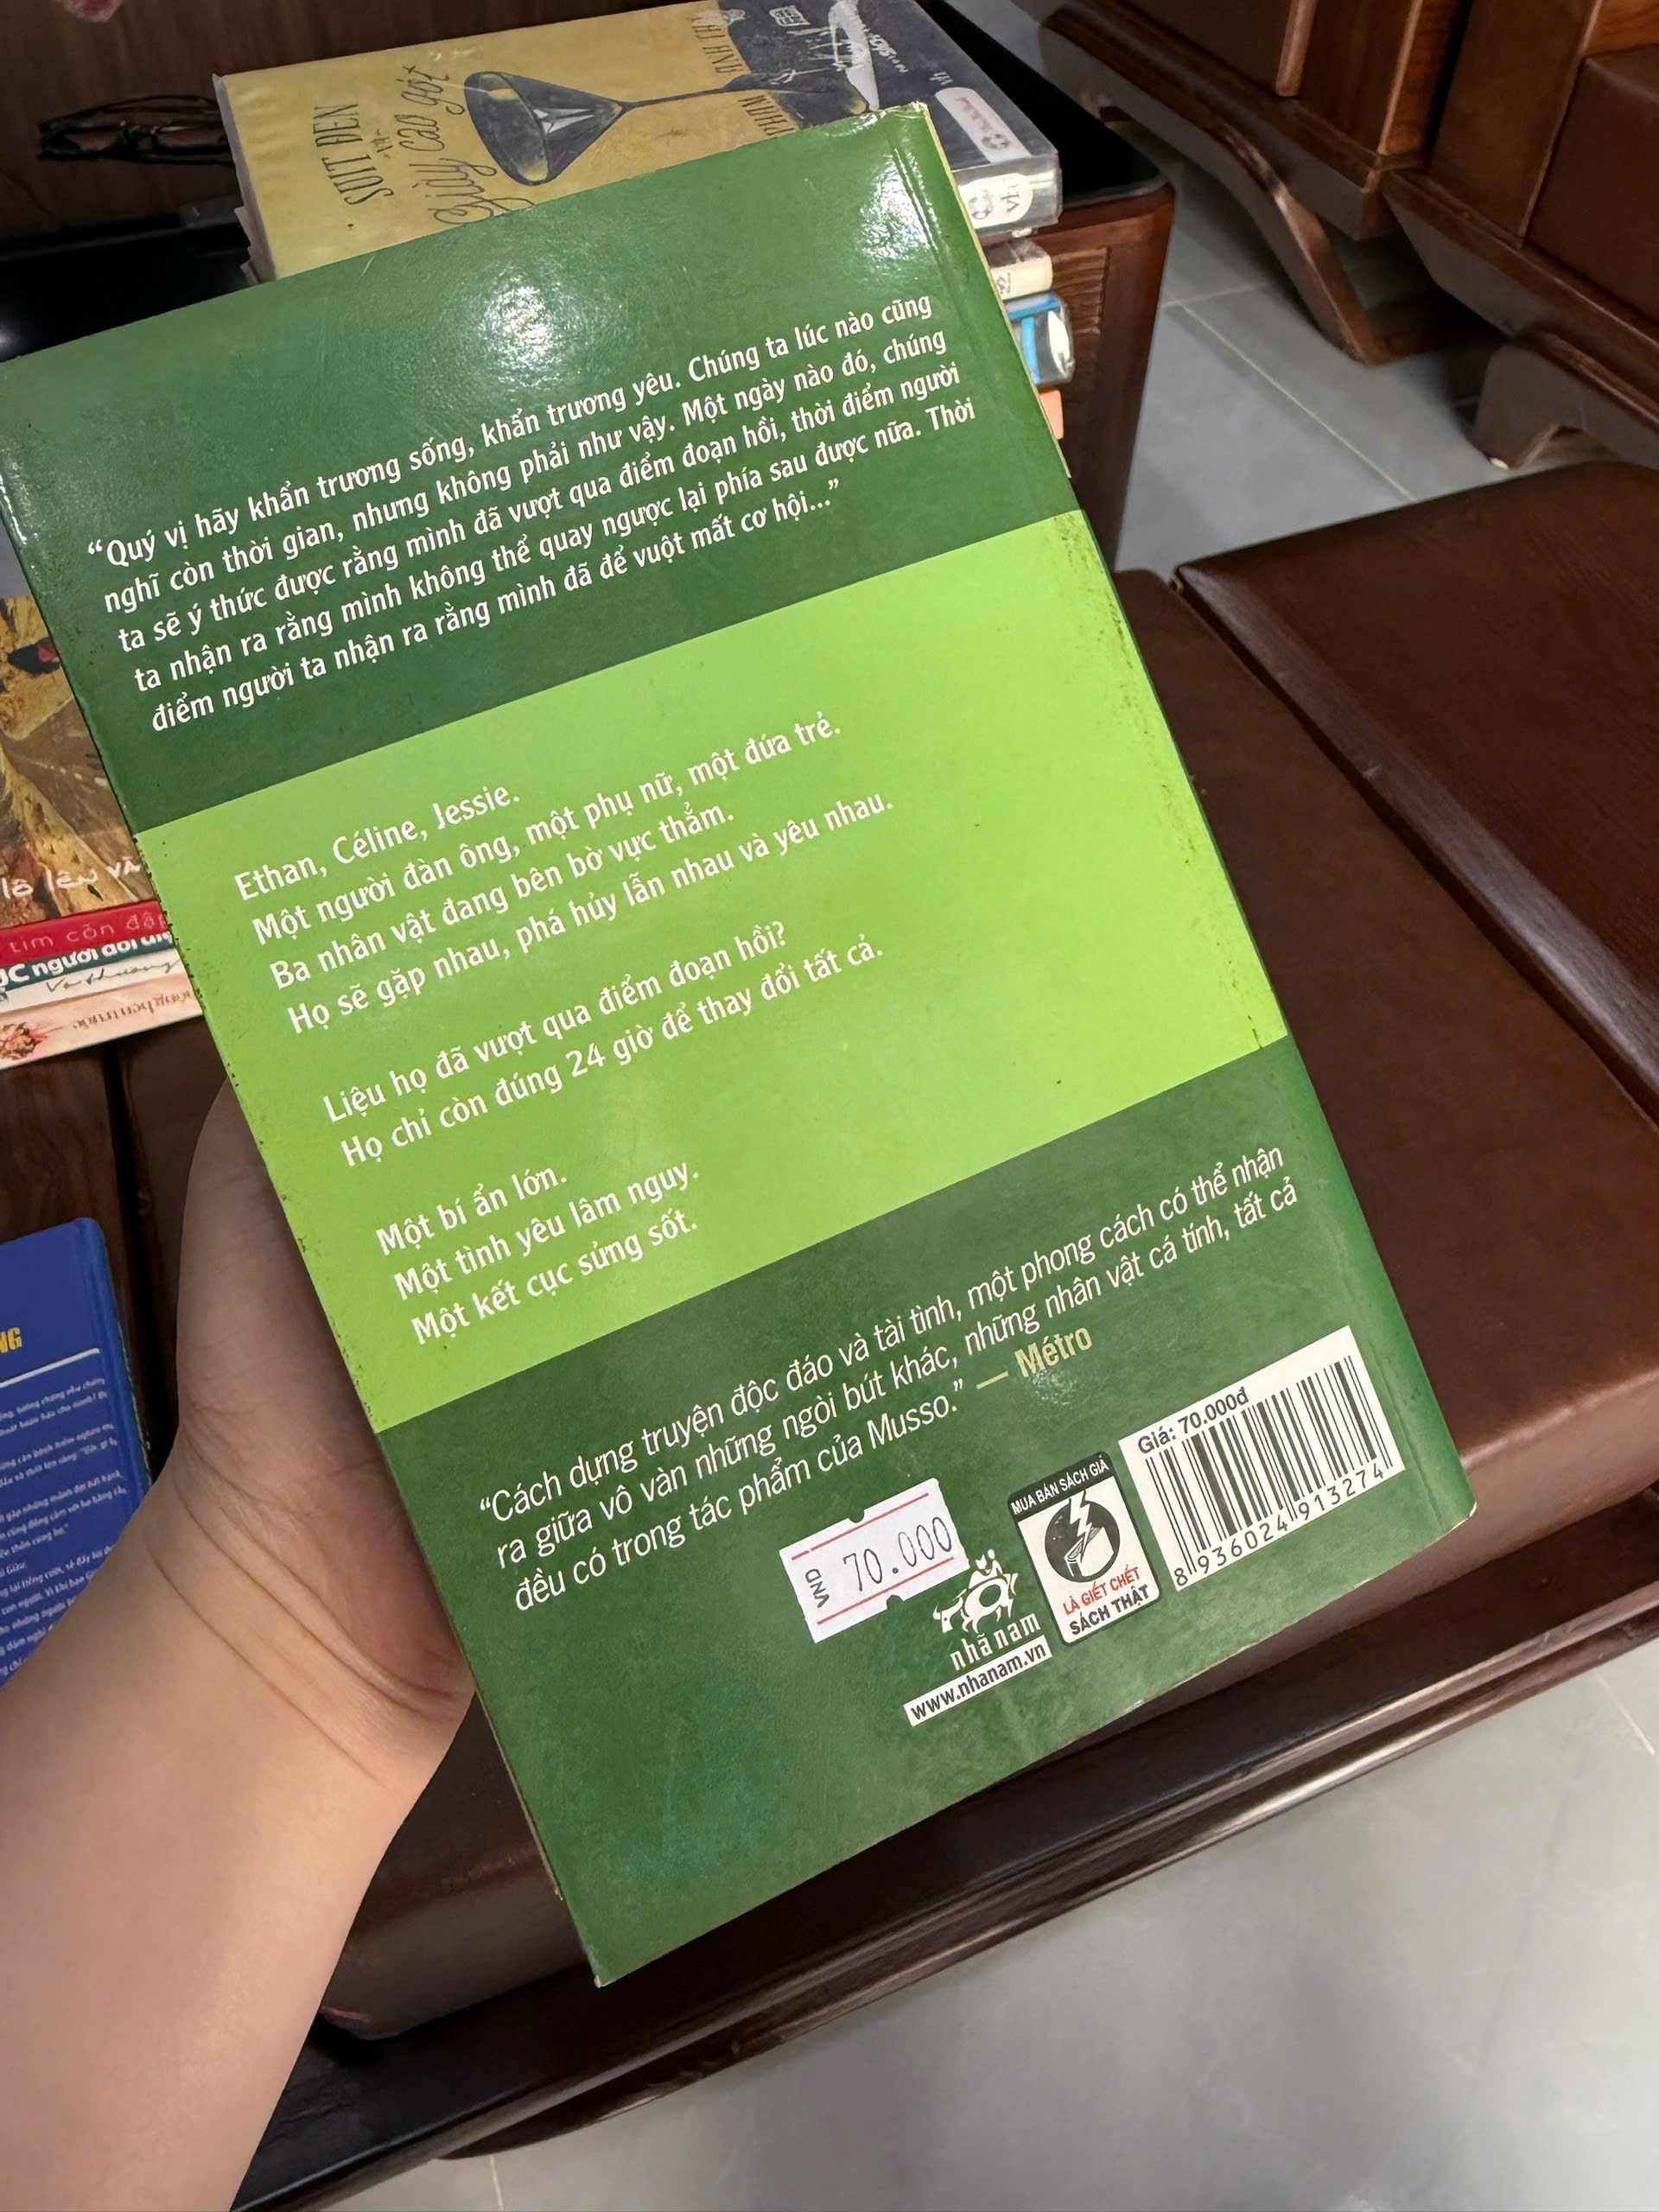 SUIT ĐEN
và
giày cao gót
“Quý vị hãy khẩn trương sống, khẩn trương yêu. Chúng ta lúc nào cũng
nghĩ còn thời gian, nhưng không phải như vậy. Một ngày nào đó, chúng
ta sẽ ý thức được rằng mình đã vượt qua điểm đoạn hồi, thời điểm người
ta nhận ra rằng mình không thể quay ngược lại phía sau được nữa. Thời
điểm người ta nhận ra rằng mình đã để vuột mất cơ hội...”
Ethan, Céline, Jessie.
Một người đàn ông, một phụ nữ, một đứa trẻ.
Ba nhân vật đang bên bờ vực thẳm.
Họ sẽ gặp nhau, phá hủy lẫn nhau và yêu nhau.
Liệu họ đã vượt qua điểm đoạn hồi?
Họ chỉ còn đúng 24 giờ để thay đổi tất cả.
Một bí ẩn lớn.
Một tình yêu lâm nguy.
Một kết cục sửng sốt.
“Cách dựng truyện độc đáo và tài tình, một phong cách có thể nhận
ra giữa vô vàn những ngòi bút khác, những nhân vật cá tính, tất cả
đều có trong tác phẩm của Musso.” — Métro
VND 70.000
nhã nam
www.nhanam.vn
MUA BÁN SÁCH GIẢ
LÀ GIẾT CHẾT
SÁCH THẬT
Giá: 70.000đ
8 936024 913274
tim còn đập
người đối diện
NG